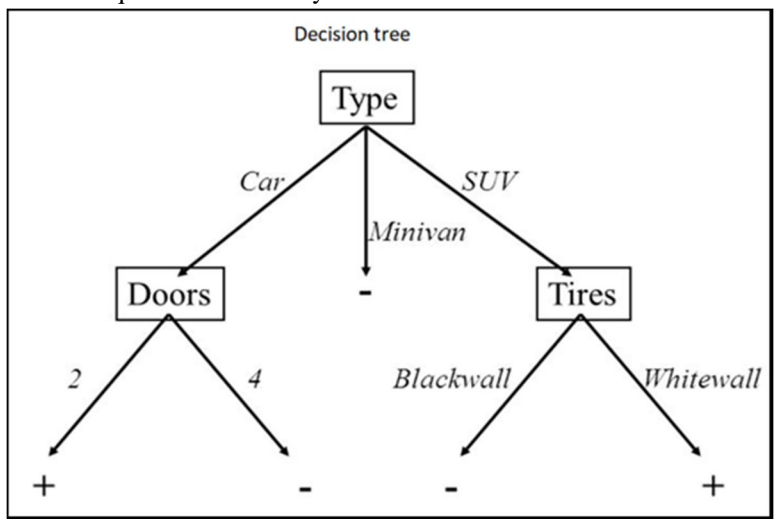 Decision tree
Type
Car
SUV
Minivan
Doors
-
Tires
2
4
Blackwall
Whitewall
+
-
-
+